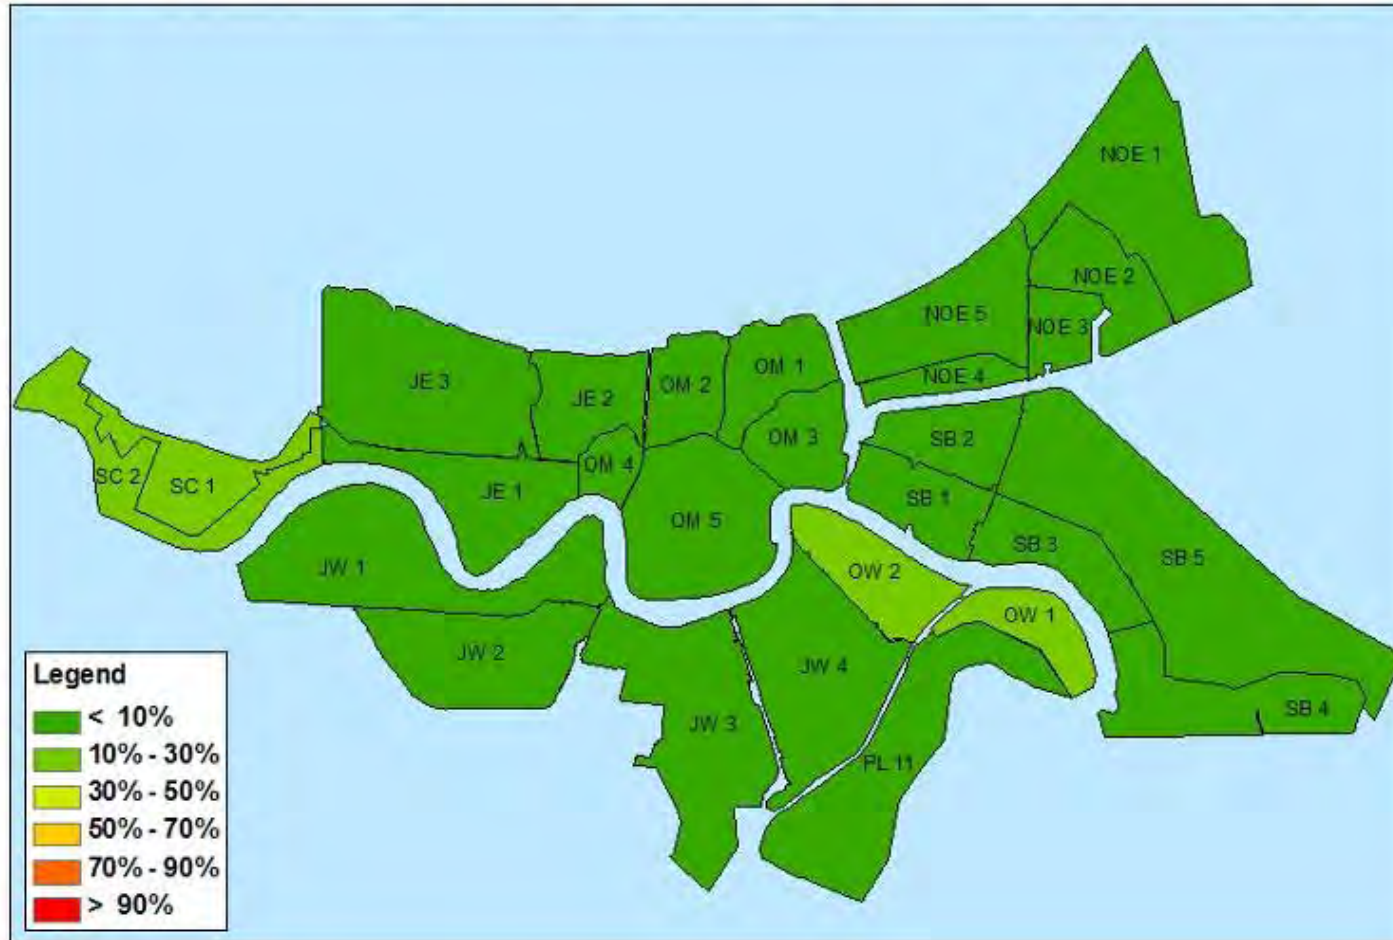 NOE 1
NOE 2
NOE 5
NOE 3
NOE 4
JE 3
JE 2
OM 2
OM 1
OM 3
OM 4
SB 2
SC 2
SC 1
JE 1
OM 5
SB 1
SB 3
SB 5
JW 1
OW 2
OW 1
JW 2
JW 4
JW 3
SB 4
PL 11
Legend
< 10%
10% - 30%
30% - 50%
50% - 70%
70% - 90%
> 90%